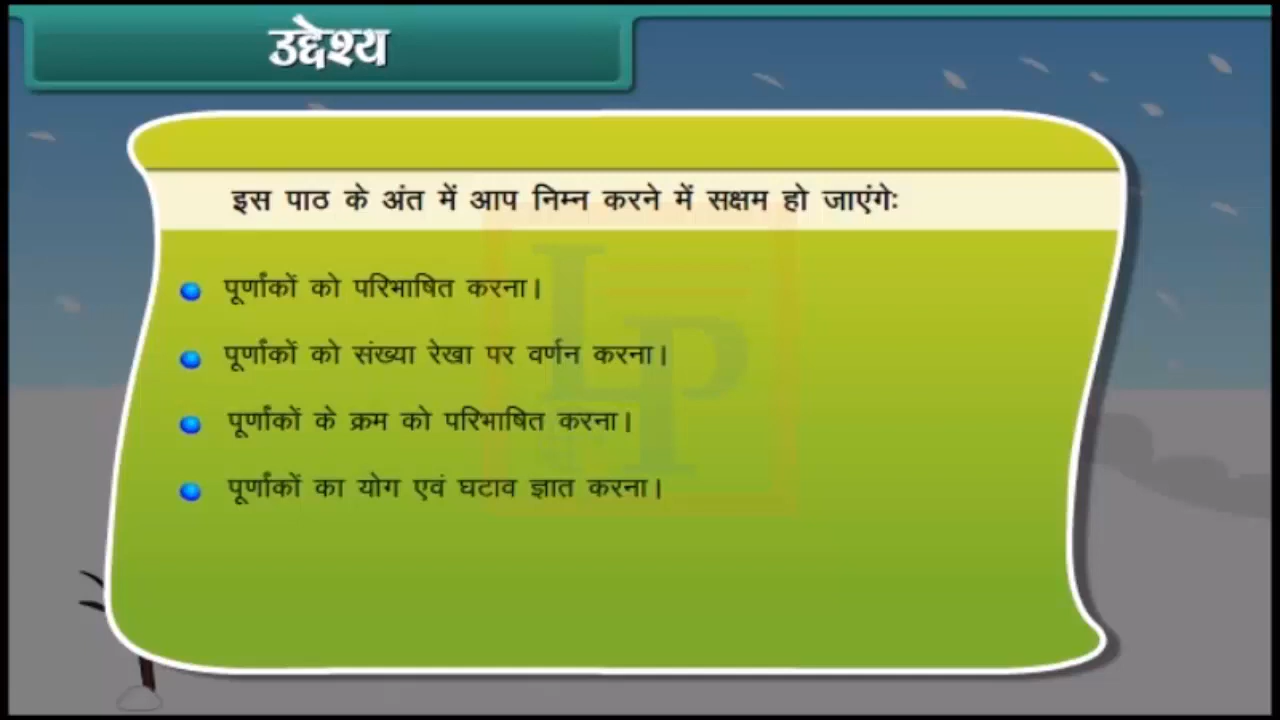 उद्देश्य
इस पाठ के अंत में आप निम्न करने में सक्षम हो जाएंगे:
पूर्णांकों को परिभाषित करना।
पूर्णांकों को संख्या रेखा पर वर्णन करना।
पूर्णांकों के क्रम को परिभाषित करना।
पूर्णांकों का योग एवं घटाव ज्ञात करना।